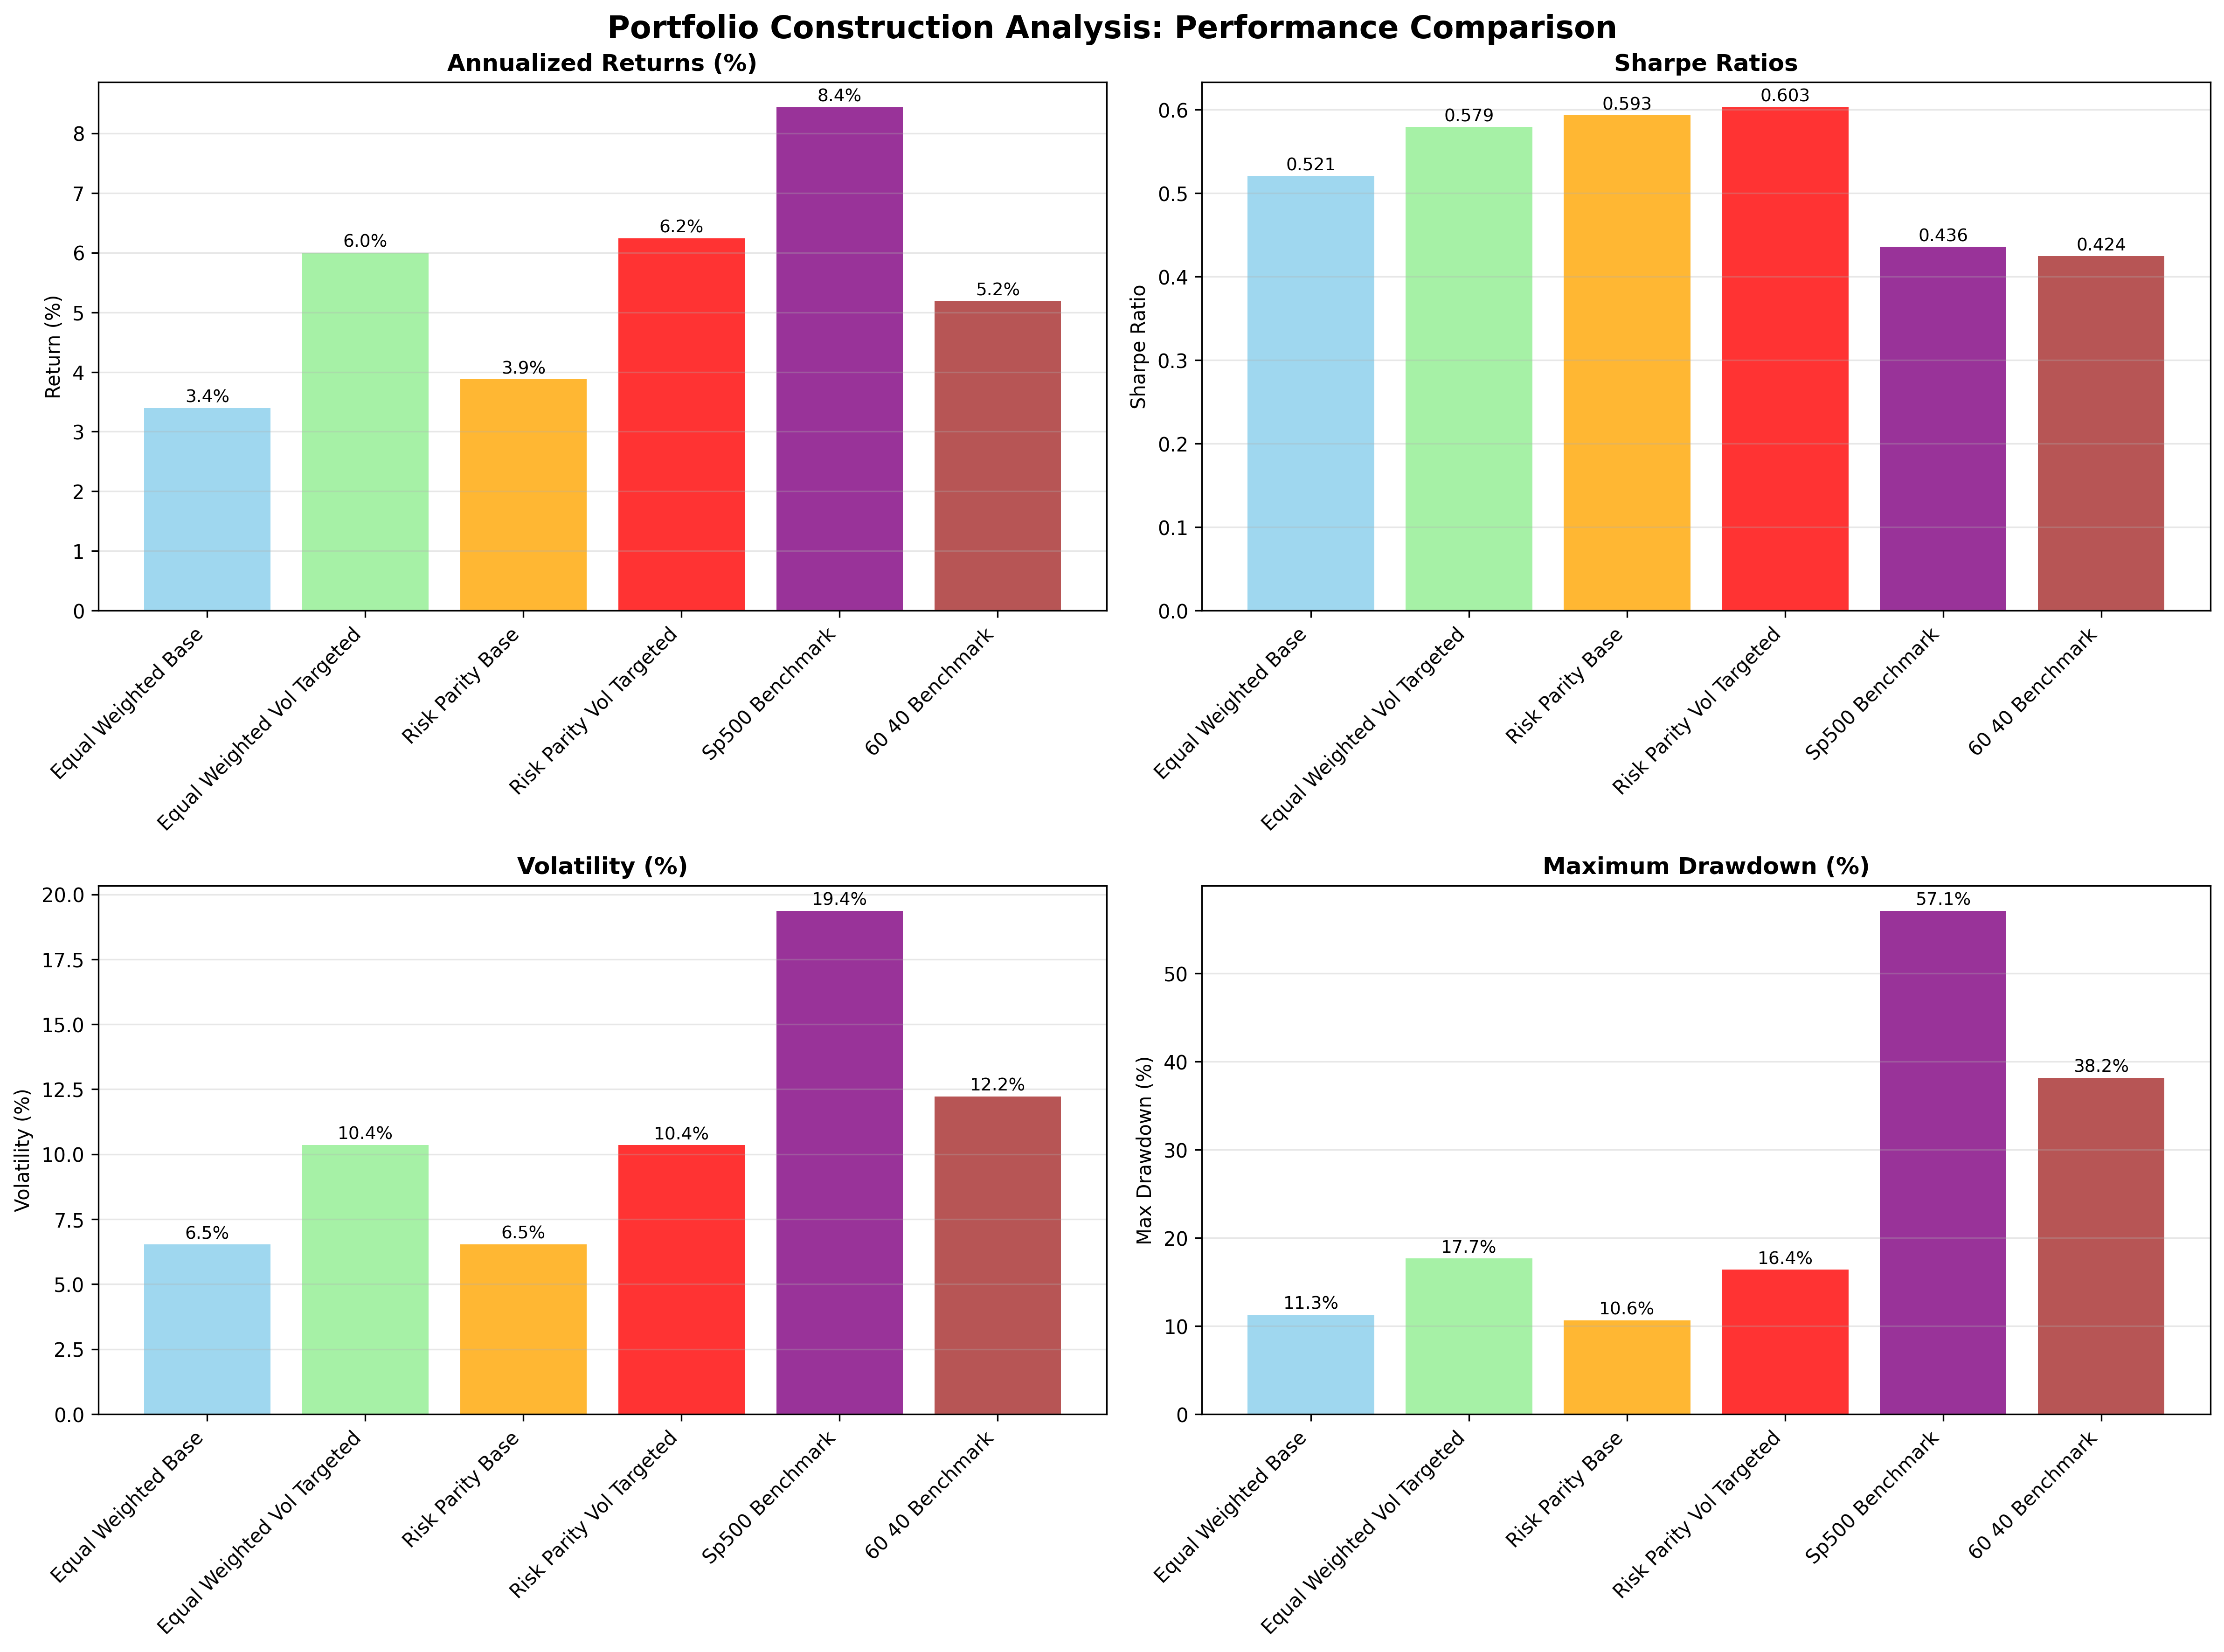 Portfolio Construction Analysis: Performance Comparison
Annualized Returns (%)
Return (%)
8
7
6
5
4
3
2
1
0
3.4%
6.0%
3.9%
6.2%
8.4%
5.2%
Equal Weighted Base
Equal Weighted Vol Targeted
Risk Parity Base
Risk Parity Vol Targeted
Sp500 Benchmark
60 40 Benchmark
Sharpe Ratios
Sharpe Ratio
0.6
0.5
0.4
0.3
0.2
0.1
0.0
0.521
0.579
0.593
0.603
0.436
0.424
Equal Weighted Base
Equal Weighted Vol Targeted
Risk Parity Base
Risk Parity Vol Targeted
Sp500 Benchmark
60 40 Benchmark
Volatility (%)
Volatility (%)
20.0
17.5
15.0
12.5
10.0
7.5
5.0
2.5
0.0
6.5%
10.4%
6.5%
10.4%
19.4%
12.2%
Equal Weighted Base
Equal Weighted Vol Targeted
Risk Parity Base
Risk Parity Vol Targeted
Sp500 Benchmark
60 40 Benchmark
Maximum Drawdown (%)
Max Drawdown (%)
50
40
30
20
10
0
11.3%
17.7%
10.6%
16.4%
57.1%
38.2%
Equal Weighted Base
Equal Weighted Vol Targeted
Risk Parity Base
Risk Parity Vol Targeted
Sp500 Benchmark
60 40 Benchmark